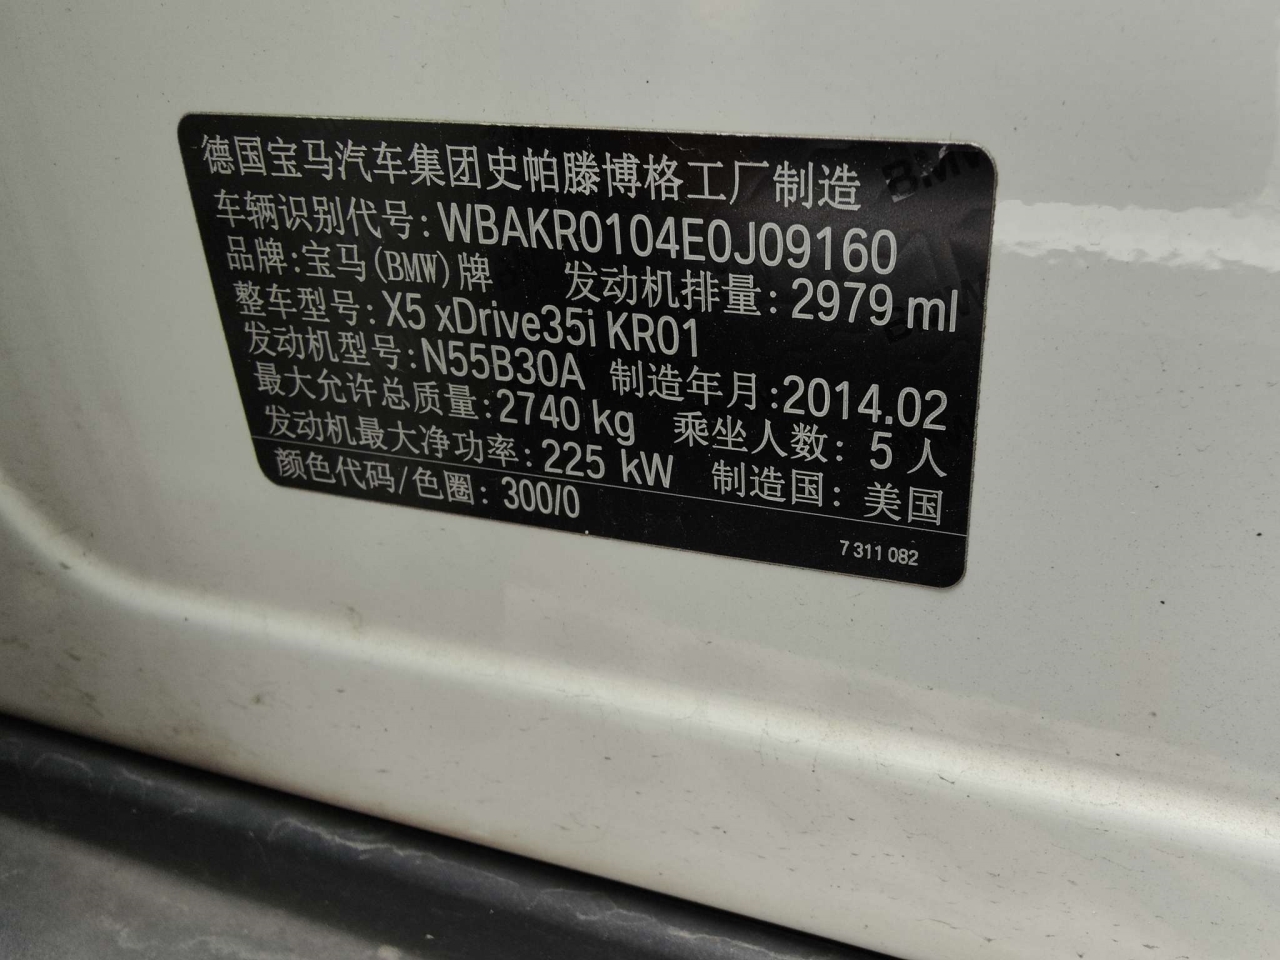 德国宝马汽车集团史帕滕博格工厂制造
车辆识别代号: WBAKR0104E0J09160
品牌: 宝马(BMW)牌 发动机排量: 2979 ml
整车型号: X5 xDrive35i KR01
发动机型号: N55B30A 制造年月: 2014.02
最大允许总质量: 2740 kg 乘坐人数: 5 人
发动机最大净功率: 225 kW 制造国: 美国
颜色代码/色圈: 300/0
7 311 082
BMW